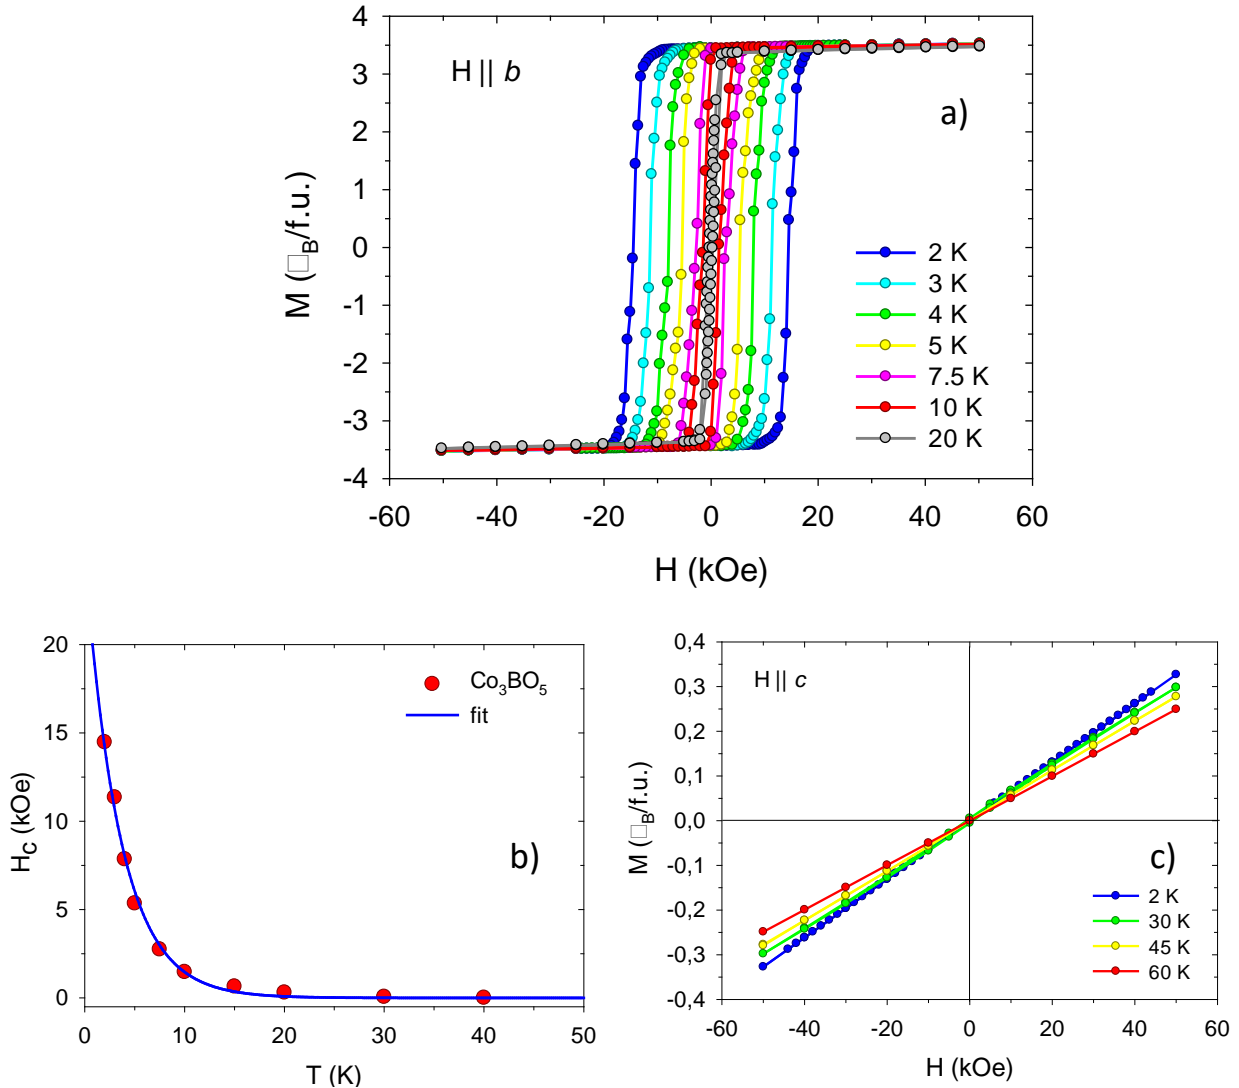 4
3
2
1
0
-1
-2
-3
-4
M (□B/f.u.)
H || b
a)
2 K
3 K
4 K
5 K
7.5 K
10 K
20 K
-60 -40 -20 0 20 40 60
H (kOe)
20
15
10
5
0
HC (kOe)
Co3BO5
fit
b)
0 10 20 30 40 50
T (K)
0,4
0,3
0,2
0,1
0,0
-0,1
-0,2
-0,3
-0,4
M (□B/f.u.)
H || c
c)
2 K
30 K
45 K
60 K
-60 -40 -20 0 20 40 60
H (kOe)